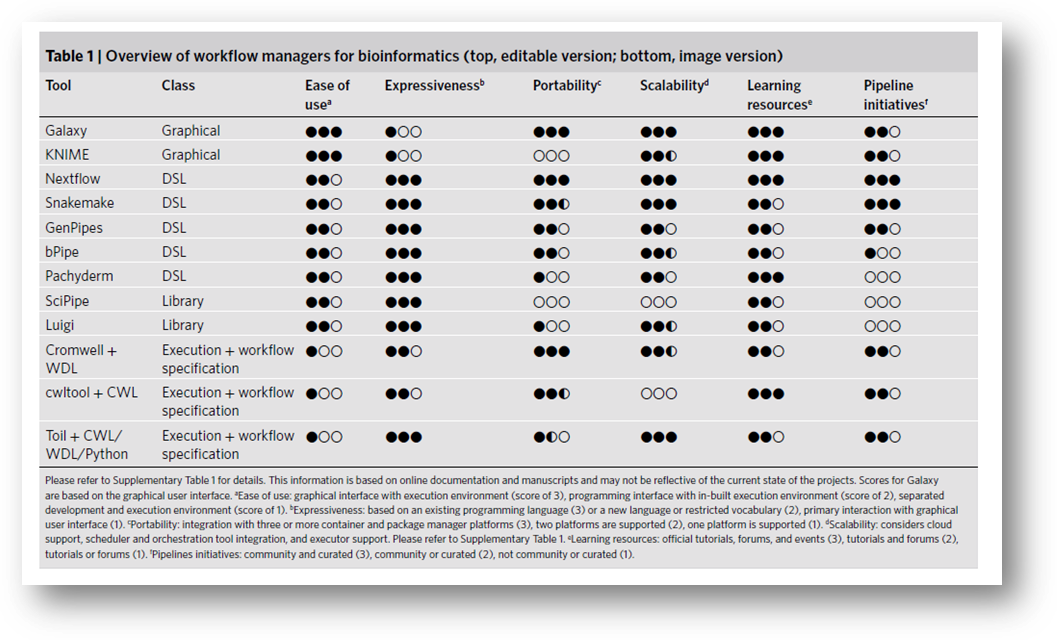 Table 1 | Overview of workflow managers for bioinformatics (top, editable version; bottom, image version)
Tool Class Ease of use^a Expressiveness^b Portability^c Scalability^d Learning resources^e Pipeline initiatives^f
Galaxy Graphical ●●● ●○○ ●●● ●●● ●●● ●●○
KNIME Graphical ●●● ●○○ ○○○ ●●◐ ●●● ●●○
Nextflow DSL ●●○ ●●● ●●● ●●● ●●● ●●●
Snakemake DSL ●●○ ●●● ●●◐ ●●● ●●○ ●●●
GenPipes DSL ●●○ ●●● ●●○ ●●○ ●●○ ●●○
bPipe DSL ●●○ ●●● ●●○ ●●◐ ●●○ ●○○
Pachyderm DSL ●●○ ●●● ●○○ ●●○ ●●● ○○○
SciPipe Library ●●○ ●●● ○○○ ○○○ ●●○ ○○○
Luigi Library ●●○ ●●● ●○○ ●●◐ ●●○ ○○○
Cromwell + Execution + workflow ●○○ ●●○ ●●● ●●◐ ●●○ ●●○
WDL specification
cwltool + CWL Execution + workflow ●○○ ●●○ ●●◐ ○○○ ●●● ●●○
specification
Toil + CWL/ Execution + workflow ●○○ ●●● ●◐○ ●●● ●●○ ●●○
WDL/Python specification
Please refer to Supplementary Table 1 for details. This information is based on online documentation and manuscripts and may not be reflective of the current state of the projects. Scores for Galaxy
are based on the graphical user interface. ^aEase of use: graphical interface with execution environment (score of 3), programming interface with in-built execution environment (score of 2), separated
development and execution environment (score of 1). ^bExpressiveness: based on an existing programming language (3) or a new language or restricted vocabulary (2), primary interaction with graphical
user interface (1). ^cPortability: integration with three or more container and package manager platforms (3), two platforms are supported (2), one platform is supported (1). ^dScalability: considers cloud
support, scheduler and orchestration tool integration, and executor support. Please refer to Supplementary Table 1. ^eLearning resources: official tutorials, forums, and events (3), tutorials and forums (2),
tutorials or forums (1). ^fPipelines initiatives: community and curated (3), community or curated (2), not community or curated (1).